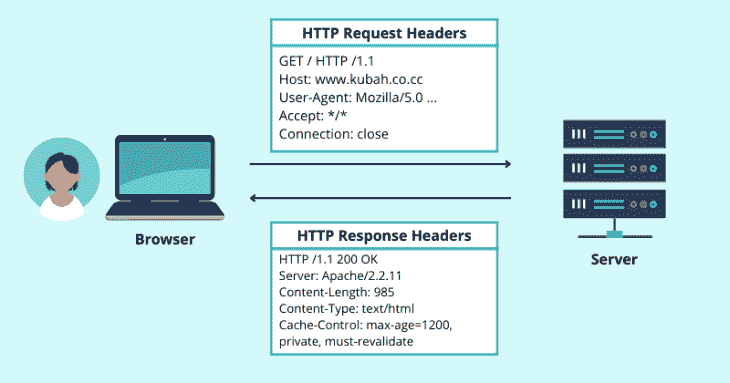 HTTP Request Headers
GET / HTTP /1.1
Host: www.kubah.co.cc
User-Agent: Mozilla/5.0 ...
Accept: */*
Connection: close
Browser
HTTP Response Headers
HTTP /1.1 200 OK
Server: Apache/2.2.11
Content-Length: 985
Content-Type: text/html
Cache-Control: max-age=1200,
private, must-revalidate
Server